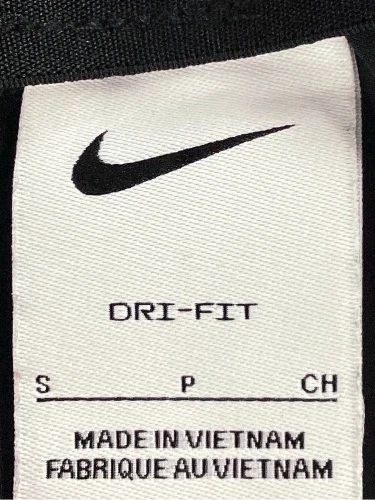 DRI-FIT
S P CH
MADE IN VIETNAM
FABRIQUE AU VIETNAM